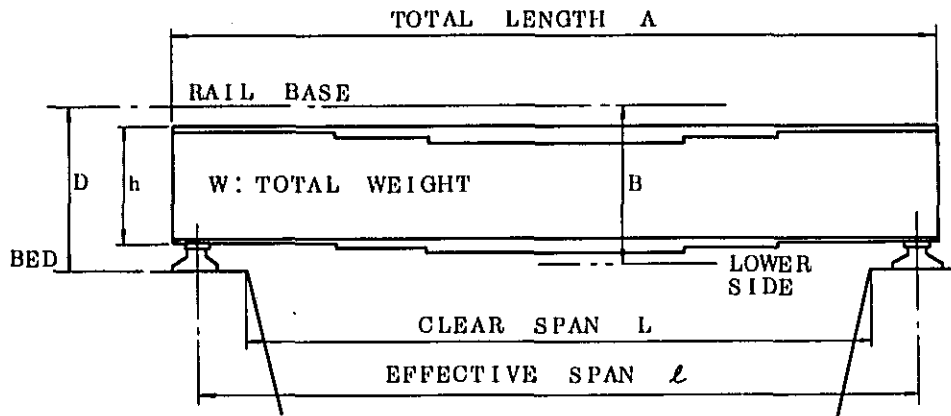 TOTAL LENGTH A
RAIL BASE
D
h
W: TOTAL WEIGHT
B
BED
LOWER
SIDE
CLEAR SPAN L
EFFECTIVE SPAN ℓ